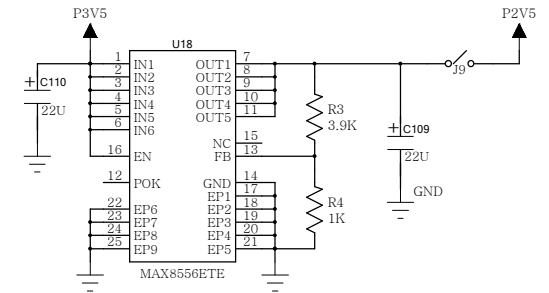 P3V5
P2V5
U18
1 IN1 OUT1 7
2 IN2 OUT2 8
3 IN3 OUT3 9
4 IN4 OUT4 10
5 IN5 OUT5 11
6 IN6
NC 15
16 EN FB 13
12 POK GND 14
EP1 17
22 EP6 EP2 18
23 EP7 EP3 19
24 EP8 EP4 20
25 EP9 EP5 21
MAX8556ETE
+ C110
22U
R3
3.9K
R4
1K
+ C109
22U
GND
J9